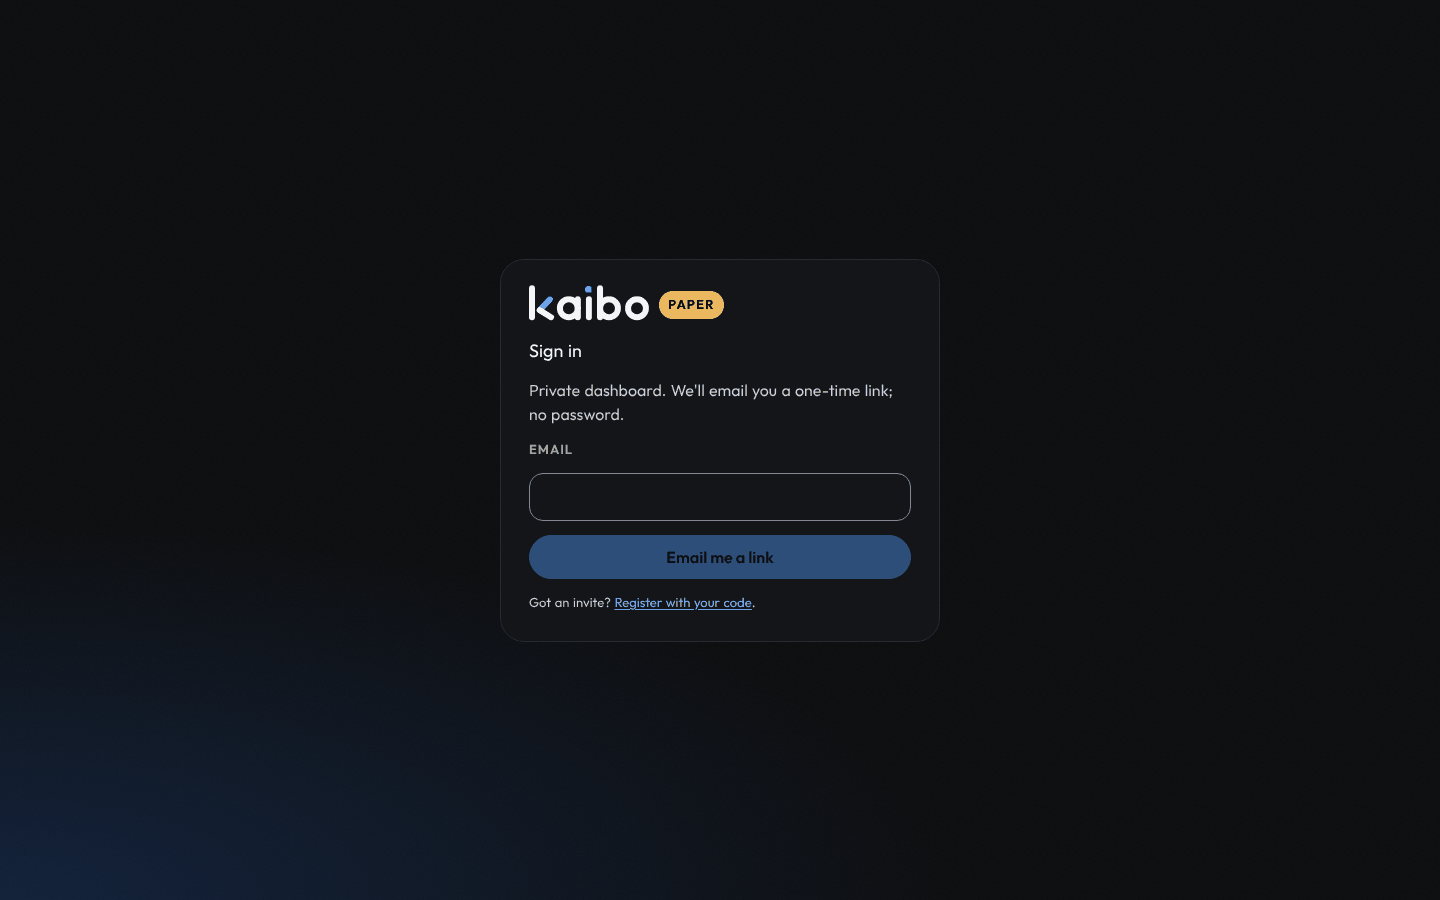 kaibo PAPER
Sign in
Private dashboard. We'll email you a one-time link;
no password.
EMAIL
Email me a link
Got an invite? Register with your code.